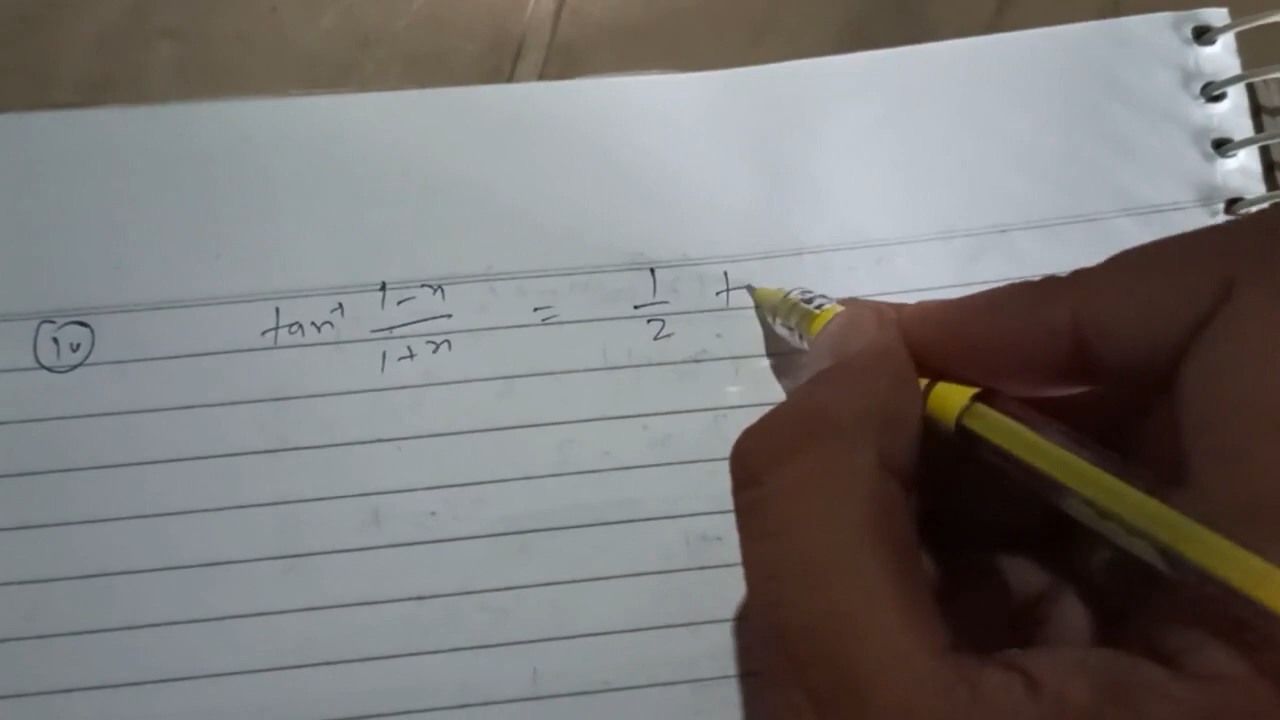 (iv) tan⁻¹ (1-x)/(1+x) = 1/2 t